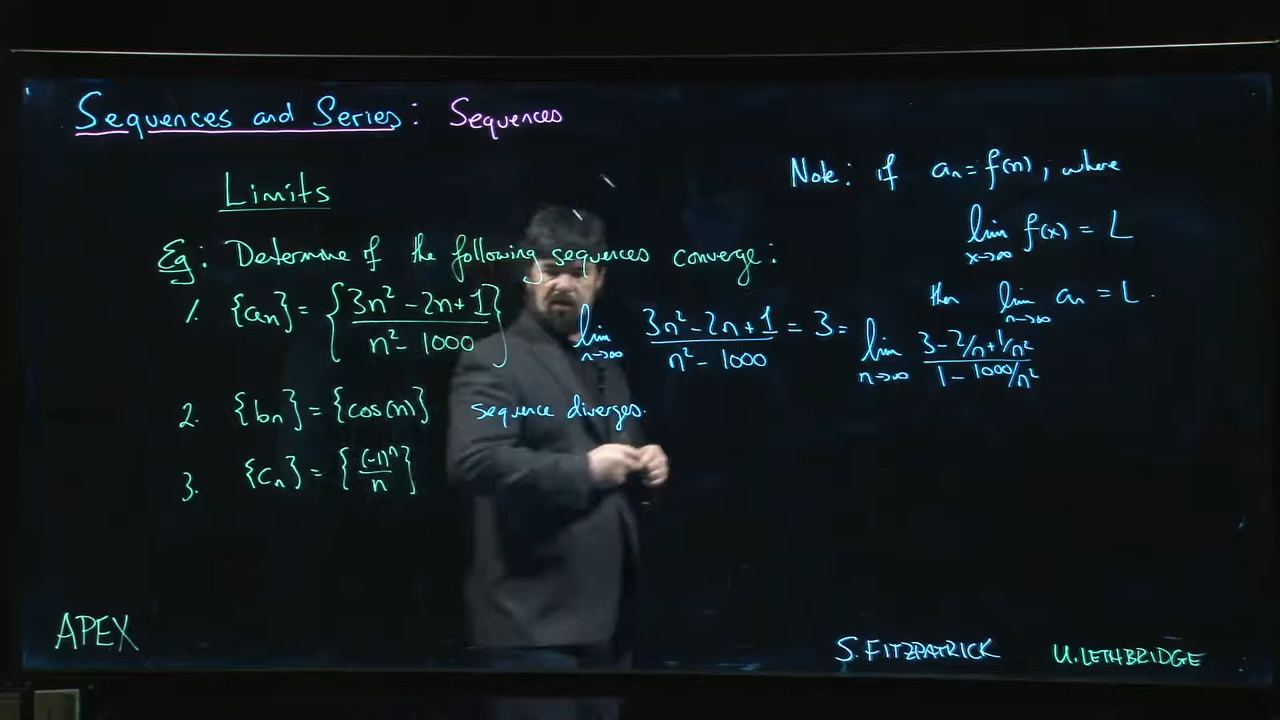 Sequences and Series: Sequences
Limits
Eg: Determine if the following sequences converge:
1. {aₙ} = {(3n² - 2n + 1)/(n² - 1000)}
lim n→∞ (3n² - 2n + 1)/(n² - 1000) = 3 = lim n→∞ (3 - 2/n + 1/n²)/(1 - 1000/n²)
2. {bₙ} = {cos(n)} sequence diverges.
3. {cₙ} = {(-1)ⁿ/n}
Note: if aₙ = f(n), where
lim x→∞ f(x) = L
then lim n→∞ aₙ = L.
APEX
S. FITZPATRICK
U. LETHBRIDGE